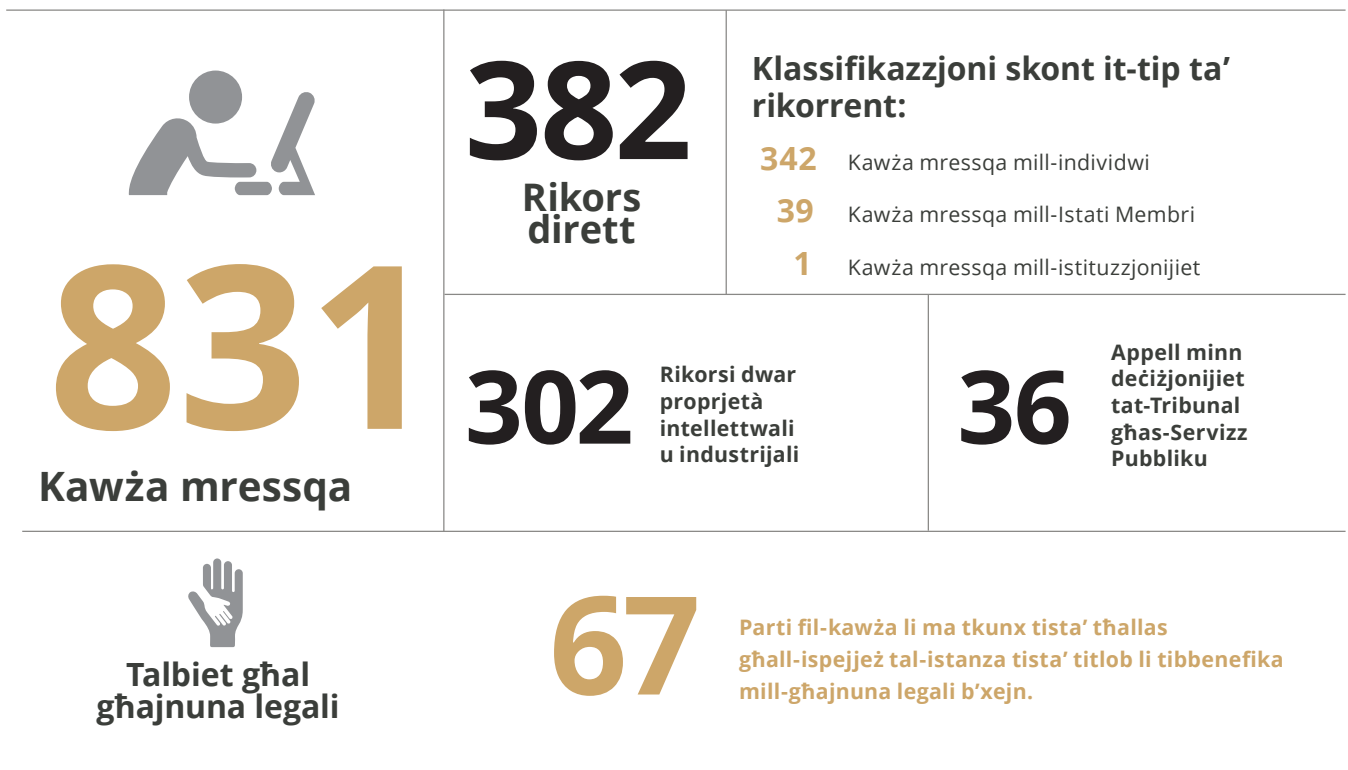 831
Kawża mressqa
382
Rikors
dirett
Klassifikazzjoni skont it-tip ta’
rikorrent:
342 Kawża mressqa mill-individwi
39 Kawża mressqa mill-Istati Membri
1 Kawża mressqa mill-istituzzjonijiet
302
Rikorsi dwar
proprjetà
intellettwali
u industrijali
36
Appell minn
deċiżjonijiet
tat-Tribunal
għas-Servizz
Pubbliku
Talbiet għal
għajnuna legali
67
Parti fil-kawża li ma tkunx tista’ tħallas
għall-ispejjeż tal-istanza tista’ titlob li tibbenefika
mill-għajnuna legali b’xejn.